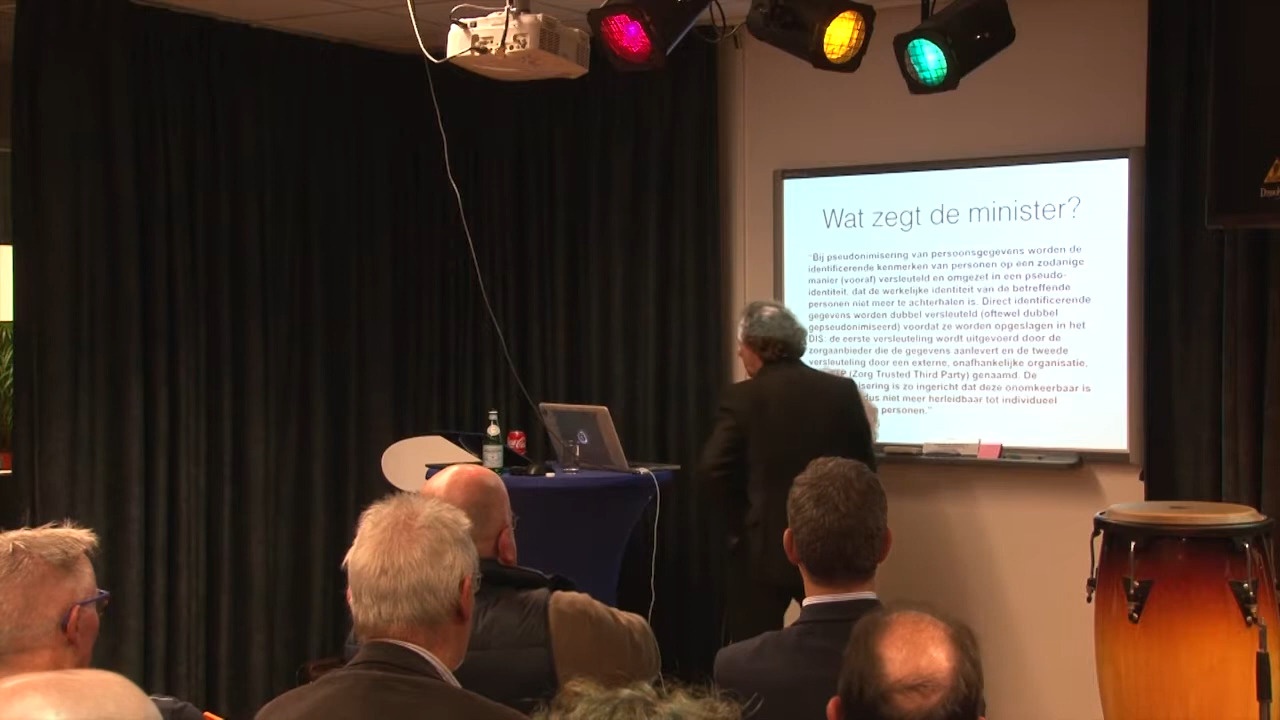 Wat zegt de minister?
"Bij pseudonimisering van persoonsgegevens worden de
identificerende kenmerken van personen op een zodanige
manier (vooraf) versleuteld en omgezet in een pseudo-
identiteit, dat de werkelijke identiteit van de betreffende
personen niet meer te achterhalen is. Direct identificerende
gegevens worden dubbel versleuteld (oftewel dubbel
gepseudonimiseerd) voordat ze worden opgeslagen in het
DIS: de eerste versleuteling wordt uitgevoerd door de
zorgaanbieder die de gegevens aanlevert en de tweede
versleuteling door een externe, onafhankelijke organisatie,
(Zorg Trusted Third Party) genaamd. De
is zo ingericht dat deze onomkeerbaar is
dus niet meer herleidbaar tot individueel
personen."